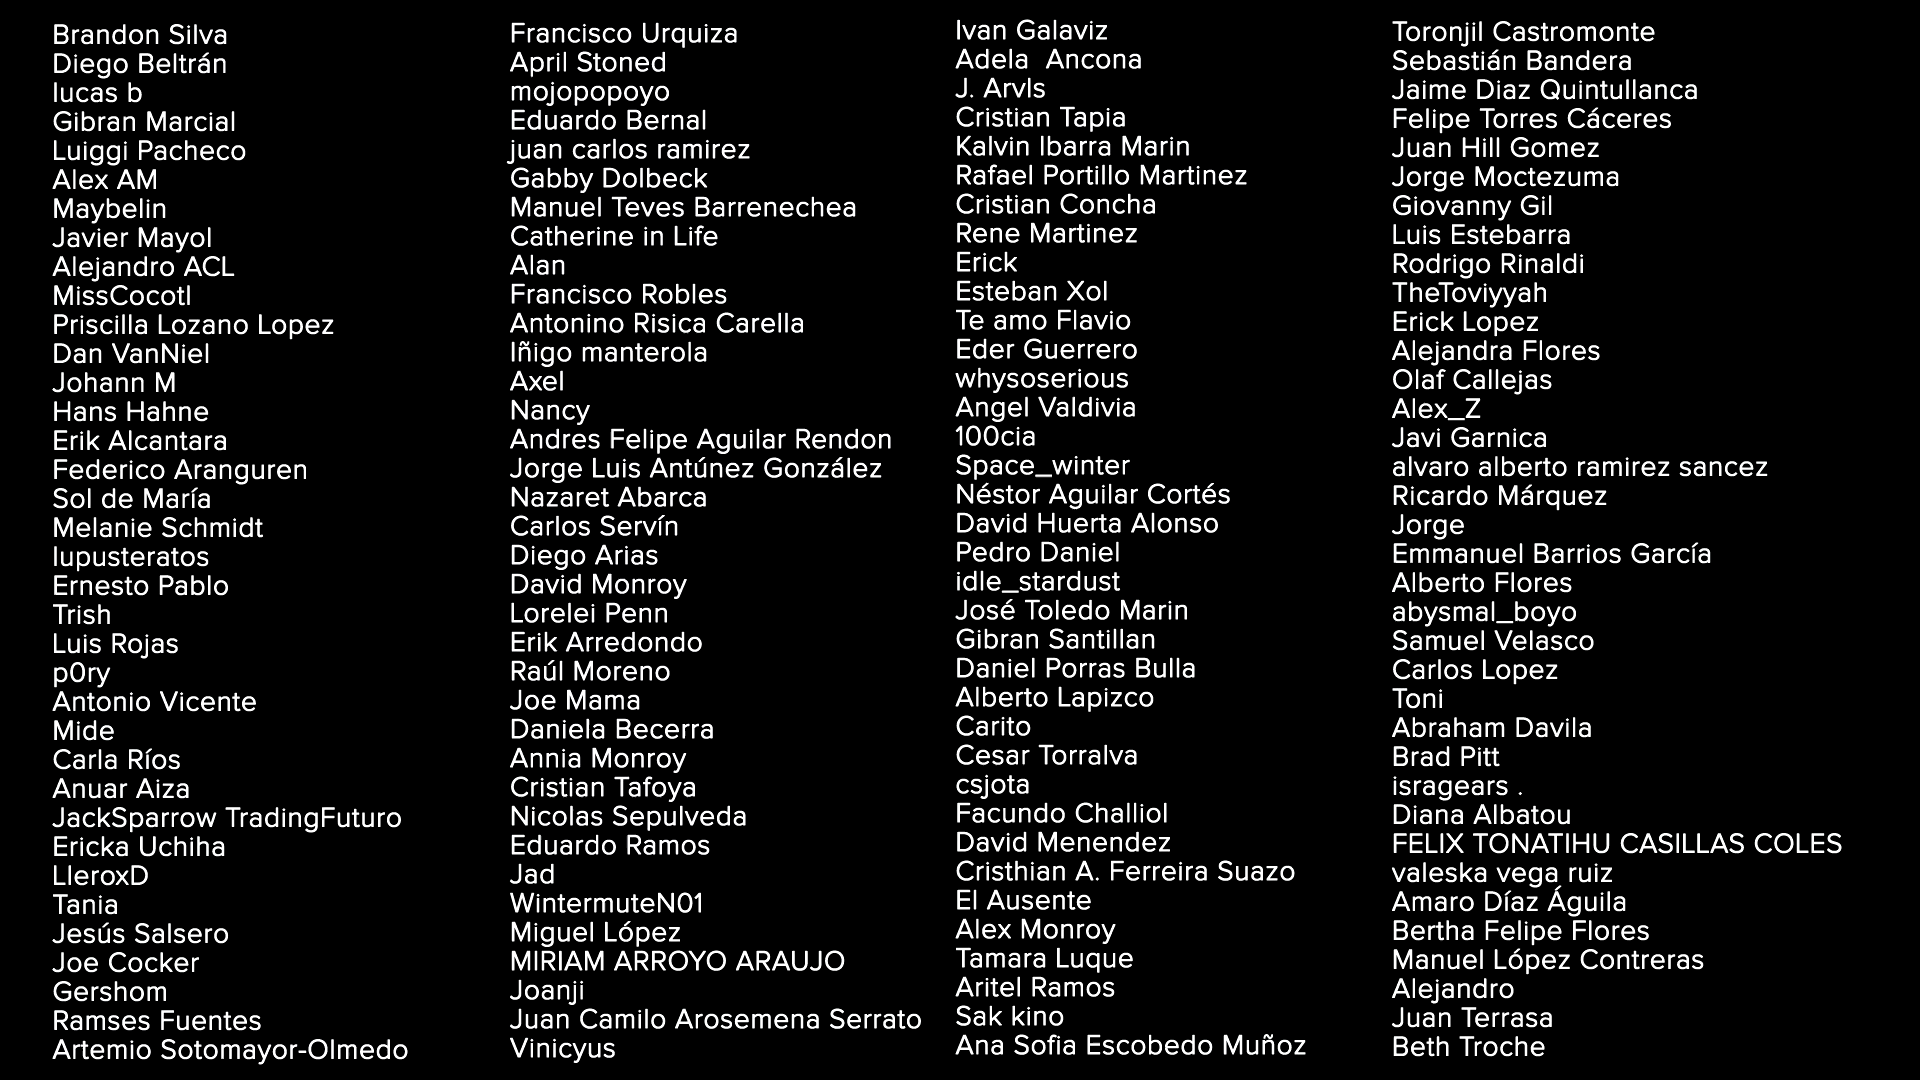 Brandon Silva
Diego Beltrán
lucas b
Gibran Marcial
Luiggi Pacheco
Alex AM
Maybelin
Javier Mayol
Alejandro ACL
MissCocotl
Priscilla Lozano Lopez
Dan VanNiel
Johann M
Hans Hahne
Erik Alcantara
Federico Aranguren
Sol de María
Melanie Schmidt
lupusteratos
Ernesto Pablo
Trish
Luis Rojas
p0ry
Antonio Vicente
Mide
Carla Ríos
Anuar Aiza
JackSparrow TradingFuturo
Ericka Uchiha
LleroxD
Tania
Jesús Salsero
Joe Cocker
Gershom
Ramses Fuentes
Artemio Sotomayor-Olmedo
Francisco Urquiza
April Stoned
mojopopoyo
Eduardo Bernal
juan carlos ramirez
Gabby Dolbeck
Manuel Teves Barrenechea
Catherine in Life
Alan
Francisco Robles
Antonino Risica Carella
Iñigo manterola
Axel
Nancy
Andres Felipe Aguilar Rendon
Jorge Luis Antúnez González
Nazaret Abarca
Carlos Servín
Diego Arias
David Monroy
Lorelei Penn
Erik Arredondo
Raúl Moreno
Joe Mama
Daniela Becerra
Annia Monroy
Cristian Tafoya
Nicolas Sepulveda
Eduardo Ramos
Jad
WintermuteN01
Miguel López
MIRIAM ARROYO ARAUJO
Joanji
Juan Camilo Arosemena Serrato
Vinicyus
Ivan Galaviz
Adela  Ancona
J. Arvls
Cristian Tapia
Kalvin Ibarra Marin
Rafael Portillo Martinez
Cristian Concha
Rene Martinez
Erick
Esteban Xol
Te amo Flavio
Eder Guerrero
whysoserious
Angel Valdivia
100cia
Space_winter
Néstor Aguilar Cortés
David Huerta Alonso
Pedro Daniel
idle_stardust
José Toledo Marin
Gibran Santillan
Daniel Porras Bulla
Alberto Lapizco
Carito
Cesar Torralva
csjota
Facundo Challiol
David Menendez
Cristhian A. Ferreira Suazo
El Ausente
Alex Monroy
Tamara Luque
Aritel Ramos
Sak kino
Ana Sofia Escobedo Muñoz
Toronjil Castromonte
Sebastián Bandera
Jaime Diaz Quintullanca
Felipe Torres Cáceres
Juan Hill Gomez
Jorge Moctezuma
Giovanny Gil
Luis Estebarra
Rodrigo Rinaldi
TheToviyyah
Erick Lopez
Alejandra Flores
Olaf Callejas
Alex_Z
Javi Garnica
alvaro alberto ramirez sancez
Ricardo Márquez
Jorge
Emmanuel Barrios García
Alberto Flores
abysmal_boyo
Samuel Velasco
Carlos Lopez
Toni
Abraham Davila
Brad Pitt
isragears .
Diana Albatou
FELIX TONATIHU CASILLAS COLES
valeska vega ruiz
Amaro Díaz Águila
Bertha Felipe Flores
Manuel López Contreras
Alejandro
Juan Terrasa
Beth Troche